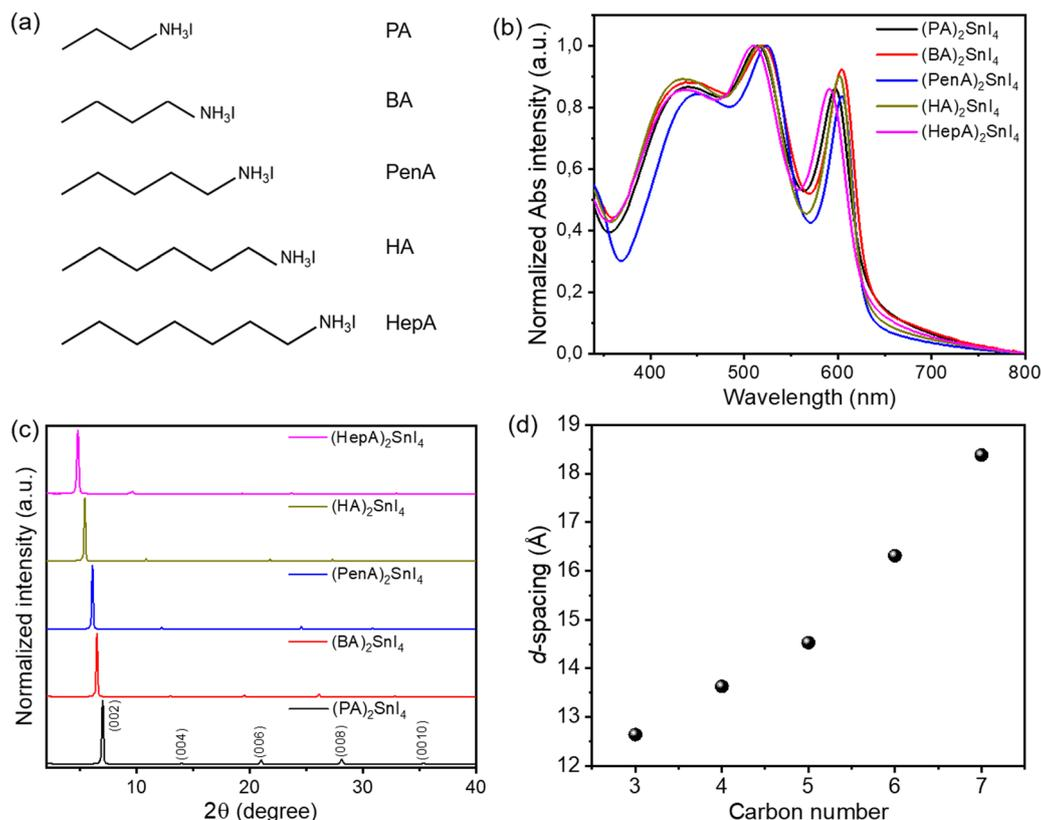 (a)
NH3I PA
NH3I BA
NH3I PenA
NH3I HA
NH3I HepA
(b)
Normalized Abs intensity (a.u.)
1,0
0,8
0,6
0,4
0,2
0,0
(PA)₂SnI₄
(BA)₂SnI₄
(PenA)₂SnI₄
(HA)₂SnI₄
(HepA)₂SnI₄
400 500 600 700 800
Wavelength (nm)
(c)
Normalized intensity (a.u.)
(HepA)₂SnI₄
(HA)₂SnI₄
(PenA)₂SnI₄
(BA)₂SnI₄
(PA)₂SnI₄
(002) (004) (006) (008) (0010)
10 20 30 40
2θ (degree)
(d)
d-spacing (Å)
19
18
17
16
15
14
13
12
3 4 5 6 7
Carbon number